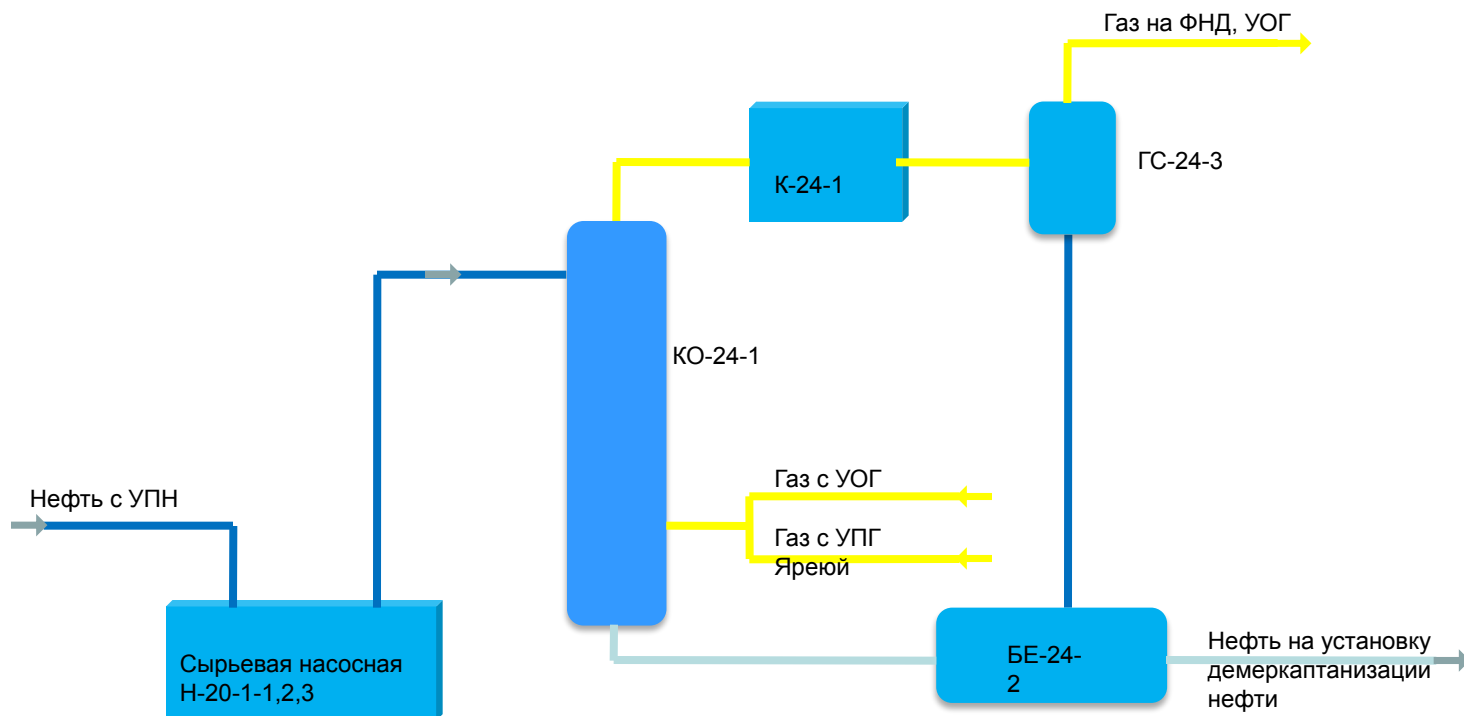 Газ на ФНД, УОГ
ГС-24-3
К-24-1
КО-24-1
Газ с УОГ
Нефть с УПН
Газ с УПГ
Яреюй
Сырьевая насосная
Н-20-1-1,2,3
БЕ-24-
2
Нефть на установку
демеркаптанизации
нефти